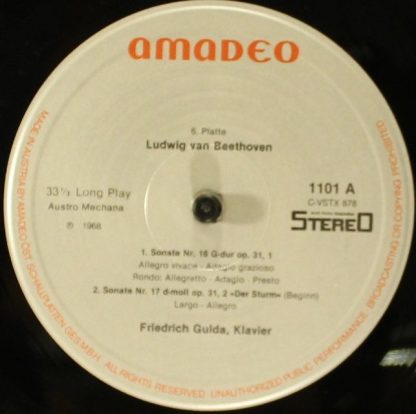 AMADEO
6. Platte
Ludwig van Beethoven
33⅓ Long Play
Austro Mechana
℗ 1968
1101 A
C-VSTX 878
STEREO
1. Sonate Nr. 16 G-dur op. 31, 1
Allegro vivace - Adagio grazioso
Rondo: Allegretto - Adagio - Presto
2. Sonate Nr. 17 d-moll op. 31, 2 «Der Sturm» (Beginn)
Largo - Allegro
Friedrich Gulda, Klavier
MADE IN AUSTRIA BY AMADEO ÖST. SCHALLPLATTEN GES.M.B.H. ALL RIGHTS RESERVED UNAUTHORIZED PUBLIC PERFORMANCE BROADCASTING OR COPYING PROHIBITED